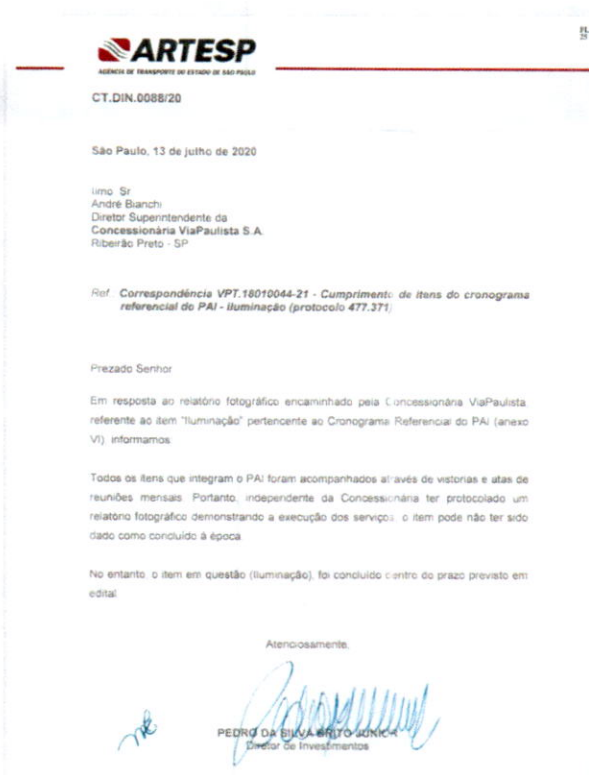 FL
ARTESP
AGÊNCIA DE TRANSPORTE DO ESTADO DE SÃO PAULO
CT.DIN.0088/20
São Paulo, 13 de julho de 2020
Ilmo. Sr.
André Bianchi
Diretor Superintendente da
Concessionária ViaPaulista S.A.
Ribeirão Preto - SP
Ref.: Correspondência VPT.18010044-21 - Cumprimento de itens do cronograma
referencial do PAI - Iluminação (protocolo 477.371)
Prezado Senhor
Em resposta ao relatório fotográfico encaminhado pela Concessionária ViaPaulista
referente ao item "Iluminação" pertencente ao Cronograma Referencial do PAI (anexo
VI), informamos
Todos os itens que integram o PAI foram acompanhados através de vistorias e atas de
reuniões mensais. Portanto, independente da Concessionária ter protocolado um
relatório fotográfico demonstrando a execução dos serviços, o item pode não ter sido
dado como concluído à época
No entanto, o item em questão (Iluminação), foi concluído dentro do prazo previsto em
edital.
Atenciosamente,
PEDRO DA SILVA BRITO JUNIOR
Diretor de Investimentos